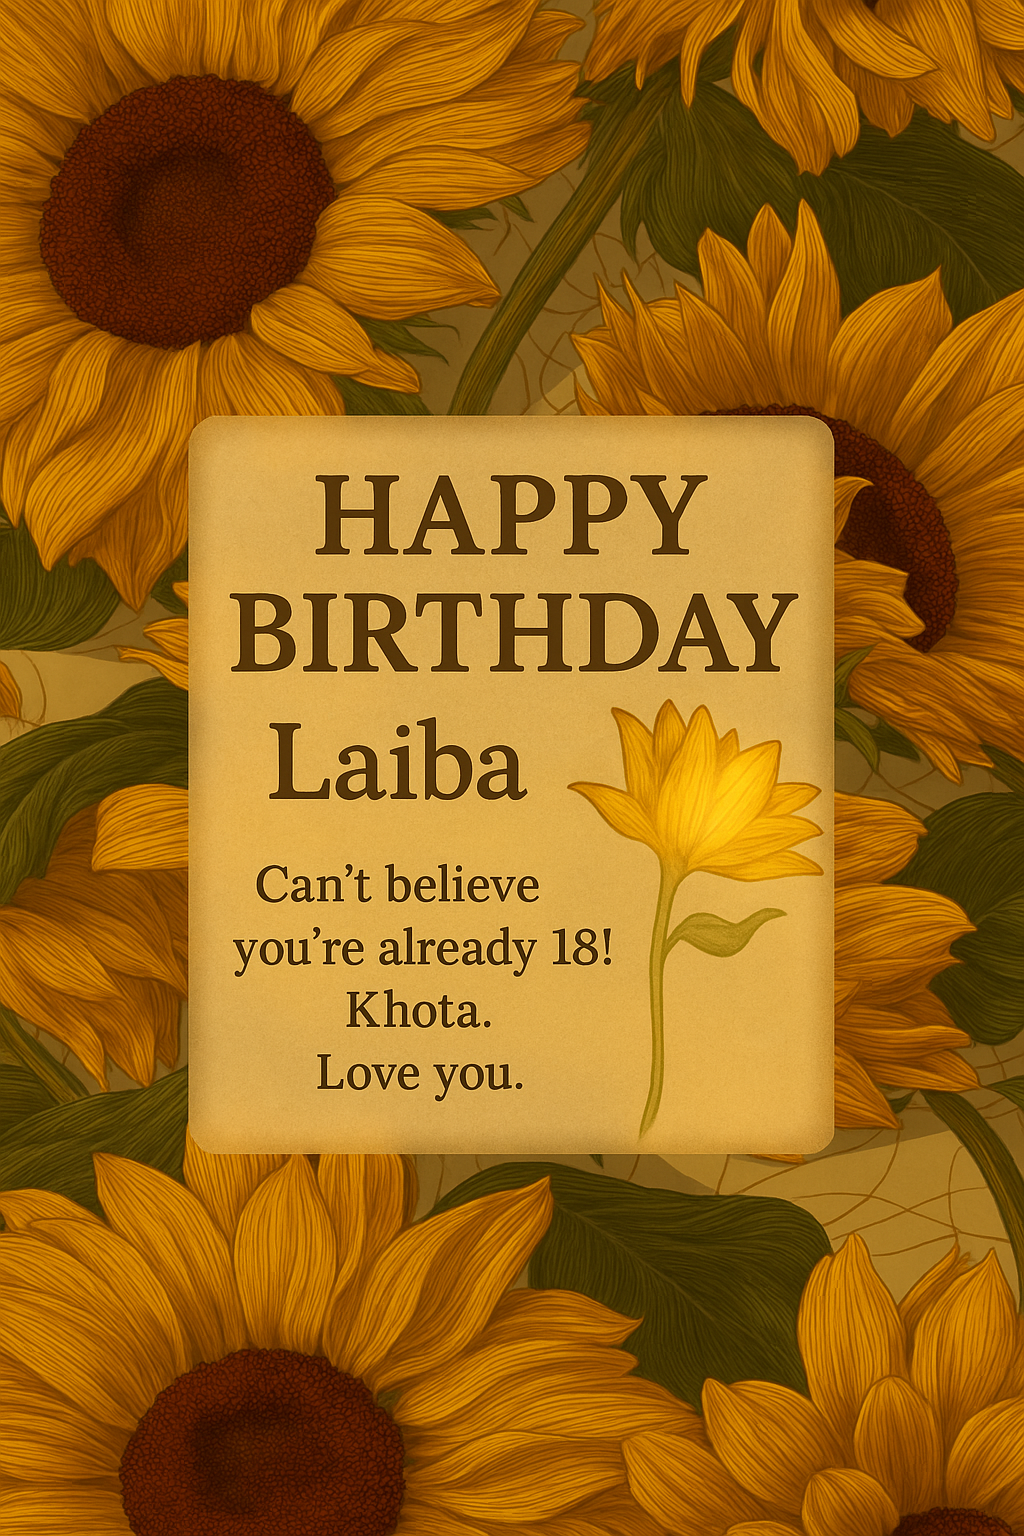 HAPPY
BIRTHDAY
Laiba
Can’t believe
you’re already 18!
Khota.
Love you.